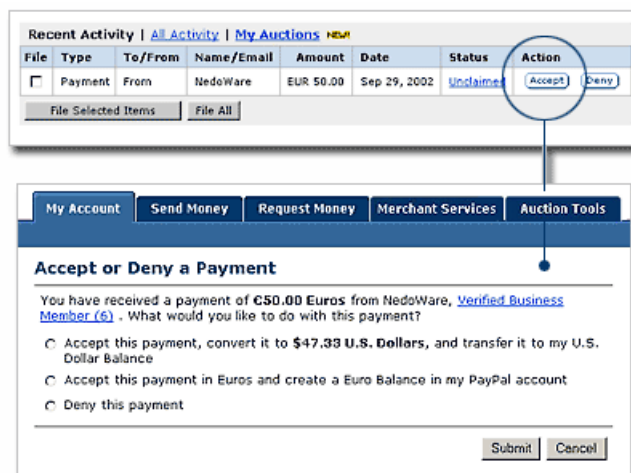 Recent Activity | All Activity | My Auctions NEW!
File Type To/From Name/Email Amount Date Status Action
Payment From NedoWare EUR 50.00 Sep 29, 2002 Unclaimed Accept Deny
File Selected Items File All
My Account Send Money Request Money Merchant Services Auction Tools
Accept or Deny a Payment
You have received a payment of €50.00 Euros from NedoWare, Verified Business
Member (6) . What would you like to do with this payment?
Accept this payment, convert it to $47.33 U.S. Dollars, and transfer it to my U.S.
Dollar Balance
Accept this payment in Euros and create a Euro Balance in my PayPal account
Deny this payment
Submit Cancel